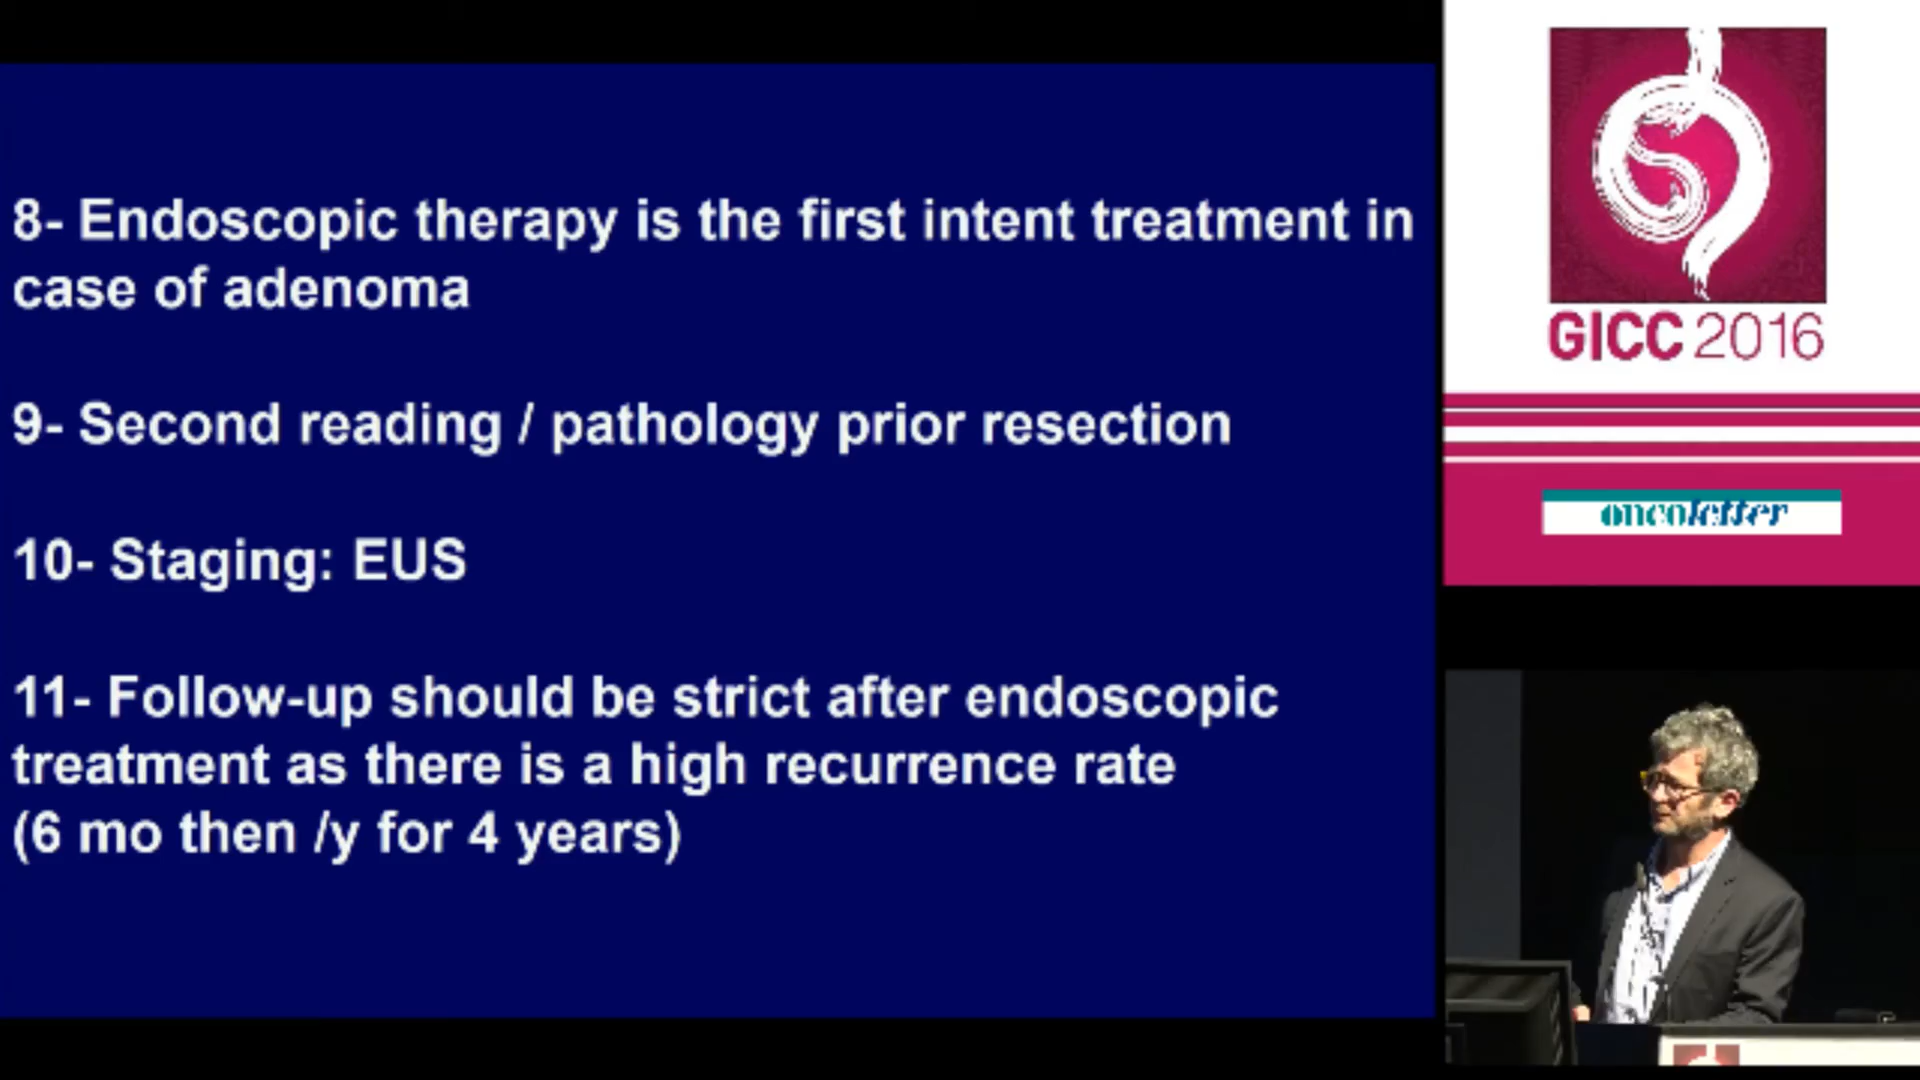 8- Endoscopic therapy is the first intent treatment in
case of adenoma
9- Second reading / pathology prior resection
10- Staging: EUS
11- Follow-up should be strict after endoscopic
treatment as there is a high recurrence rate
(6 mo then /y for 4 years)
GICC 2016
oncoletter